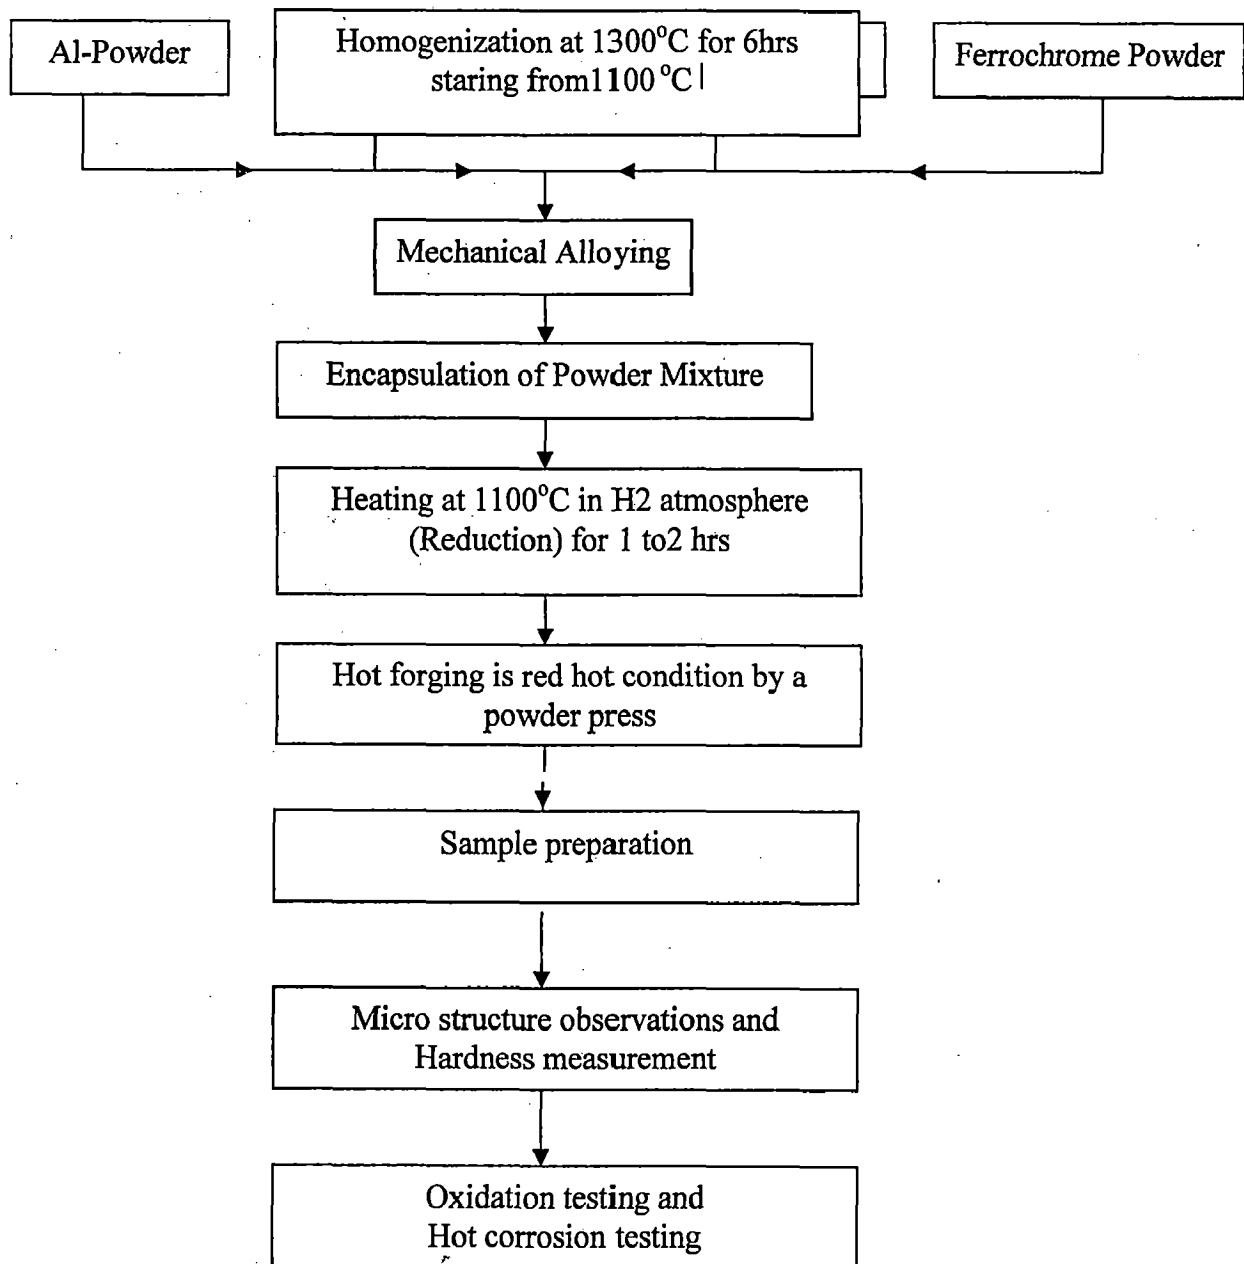 Al-Powder
Homogenization at 1300°C for 6hrs
staring from1100 °C
Ferrochrome Powder
Mechanical Alloying
Encapsulation of Powder Mixture
Heating at 1100°C in H2 atmosphere
(Reduction) for 1 to2 hrs
Hot forging is red hot condition by a
powder press
Sample preparation
Micro structure observations and
Hardness measurement
Oxidation testing and
Hot corrosion testing